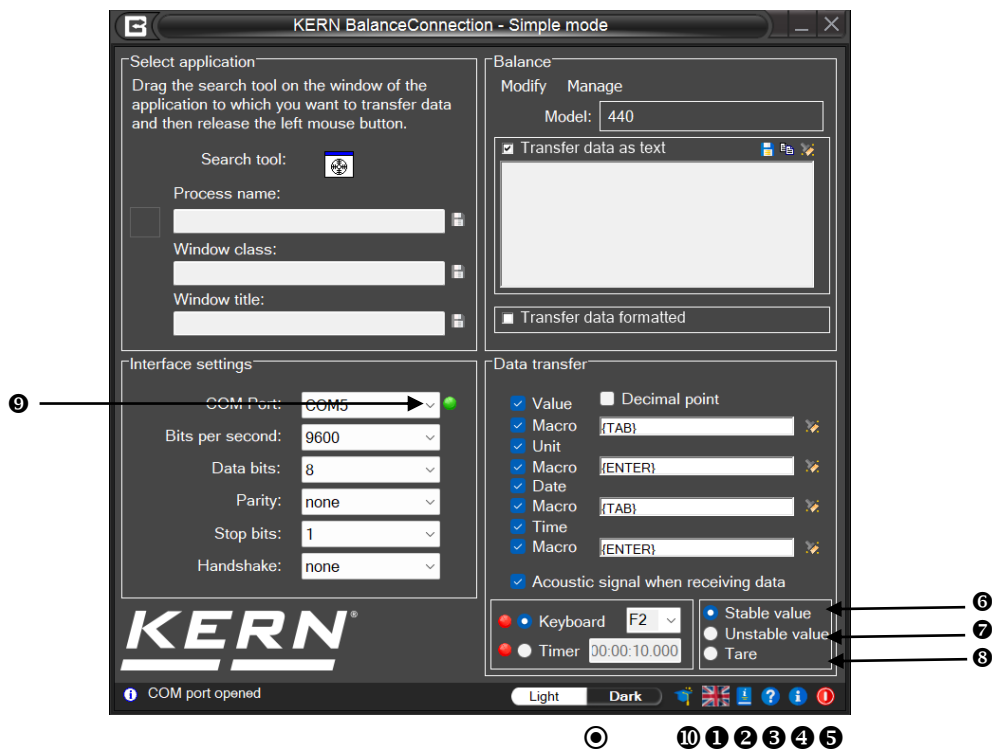 KERN BalanceConnection - Simple mode
Select application
Drag the search tool on the window of the
application to which you want to transfer data
and then release the left mouse button.
Search tool:
Process name:
Window class:
Window title:
Balance
Modify Manage
Model: 440
Transfer data as text
Transfer data formatted
Interface settings
❾
COM Port: COM5
Bits per second: 9600
Data bits: 8
Parity: none
Stop bits: 1
Handshake: none
Data transfer
Value Decimal point
Macro {TAB}
Unit
Macro {ENTER}
Date
Macro {TAB}
Time
Macro {ENTER}
Acoustic signal when receiving data
Keyboard F2
Timer 00:00:10.000
Stable value ❻
Unstable value ❼
Tare ❽
KERN®
COM port opened
Light Dark
❿ ❶ ❷ ❸ ❹ ❺